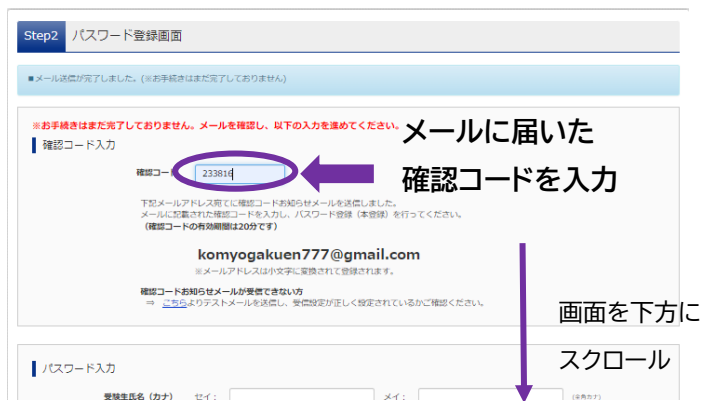 Step2 パスワード登録画面
■メール送信が完了しました。(※お手続きはまだ完了しておりません)
※お手続きはまだ完了しておりません。メールを確認し、以下の入力を進めてください。
メールに届いた
確認コード入力
確認コード 233816
確認コードを入力
下記メールアドレス宛てに確認コードお知らせメールを送信しました。
メールに記載された確認コードを入力し、パスワード登録（本登録）を行ってください。
(確認コードの有効期間は20分です)
komyogakuen777@gmail.com
※メールアドレスは小文字に変換されて登録されます。
確認コードお知らせメールが受信できない方
⇒ こちらよりテストメールを送信し、受信設定が正しく設定されているかご確認ください。
画面を下方に
スクロール
パスワード入力
受験生氏名（カナ） セイ： メイ： (全角カナ)